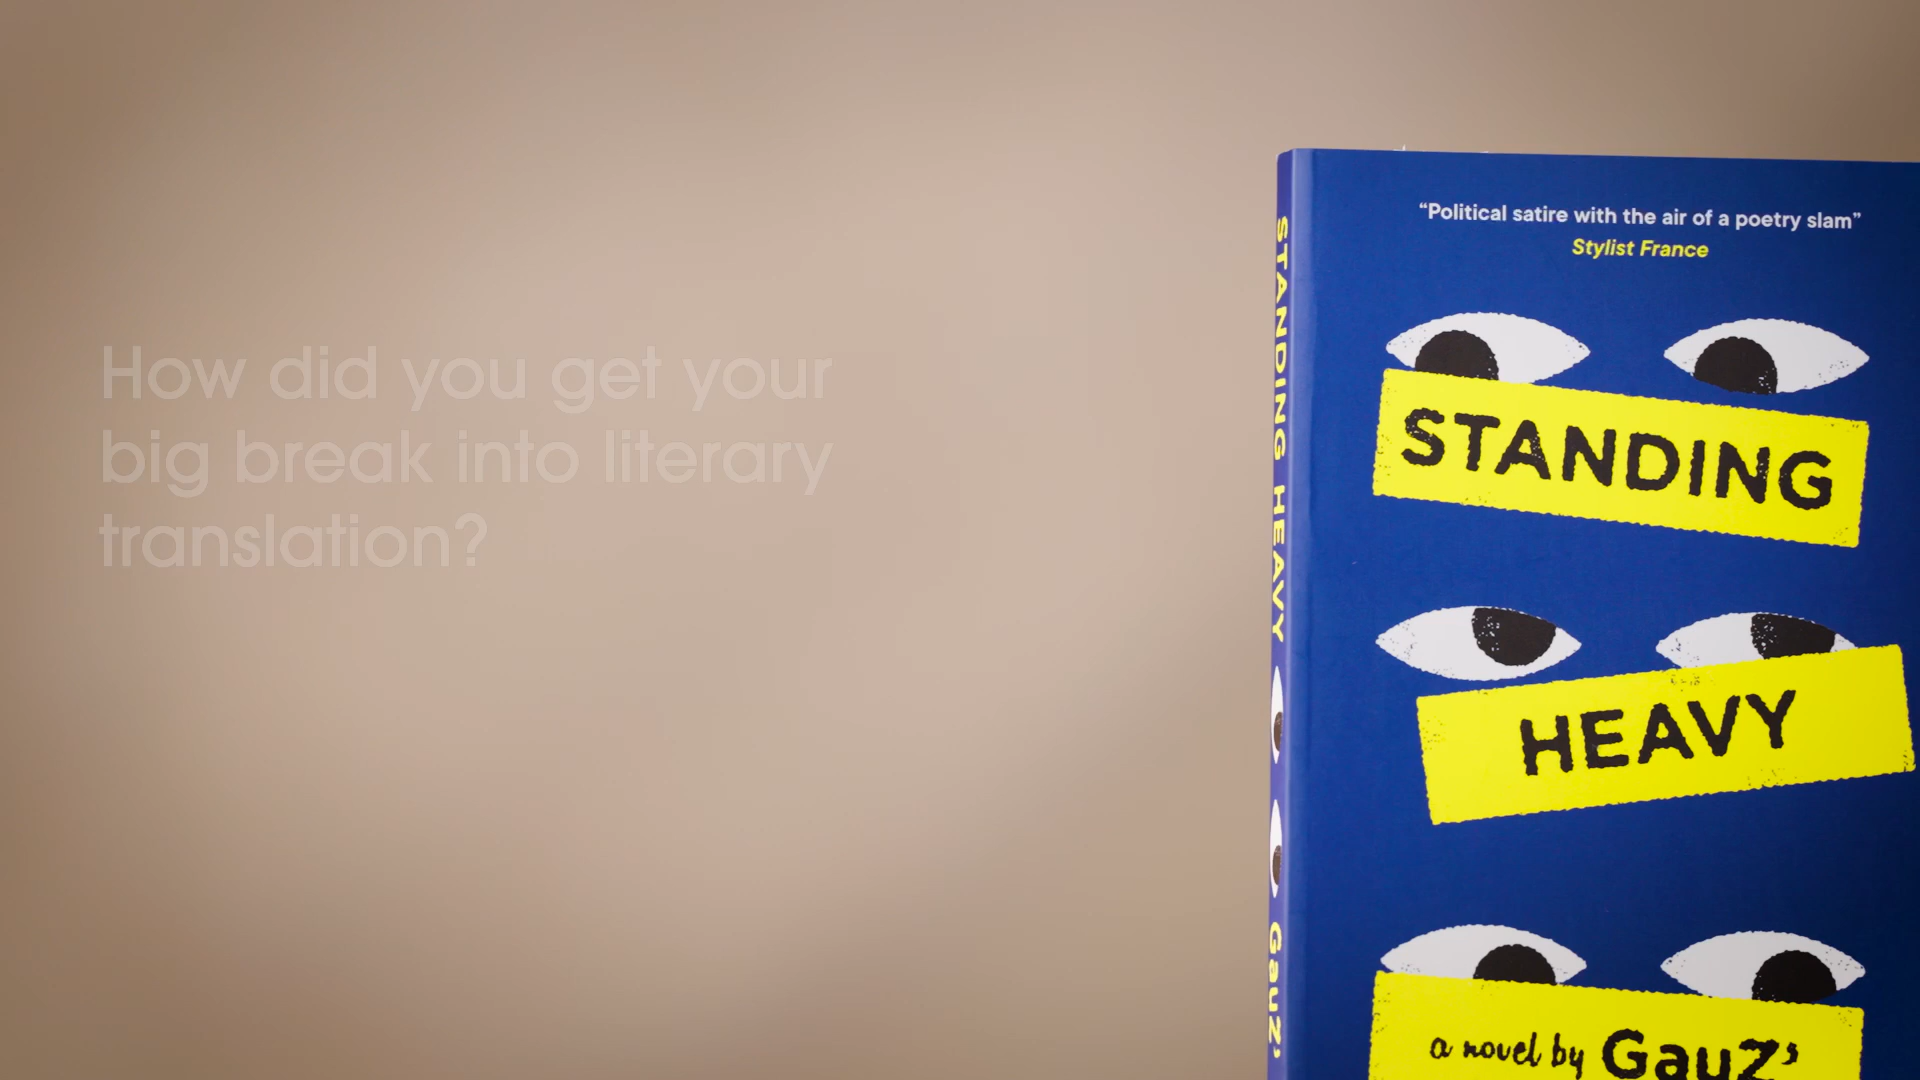 How did you get your
big break into literary
translation?
“Political satire with the air of a poetry slam”
Stylist France
STANDING
HEAVY
a novel by GauZ’
STANDING HEAVY GauZ’